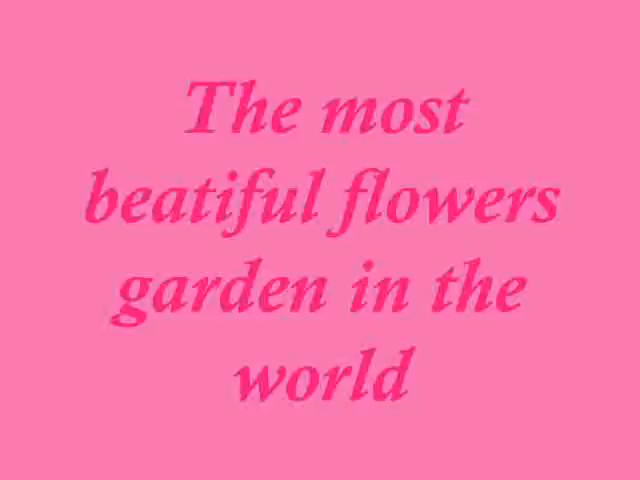 The most
beatiful flowers
garden in the
world